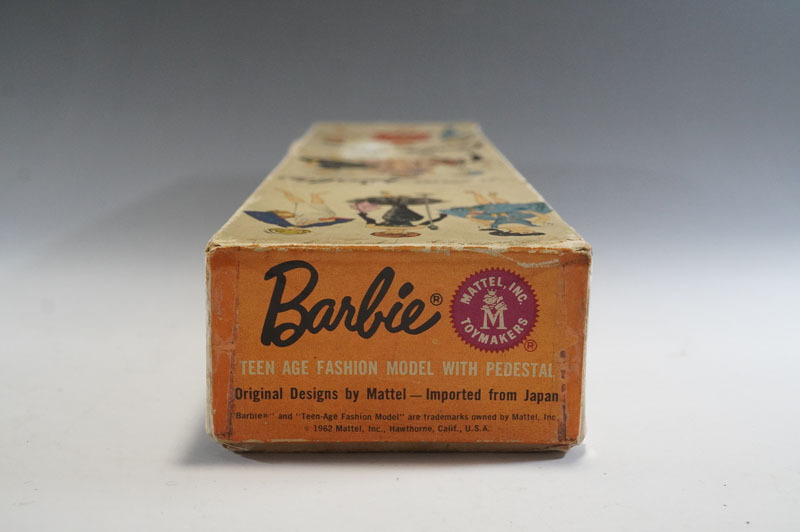 Barbie®
MATTEL, INC.
M
TOYMAKERS
®
TEEN AGE FASHION MODEL WITH PEDESTAL
Original Designs by Mattel — Imported from Japan
"Barbie®" and "Teen-Age Fashion Model" are trademarks owned by Mattel, Inc.
© 1962 Mattel, Inc., Hawthorne, Calif., U.S.A.